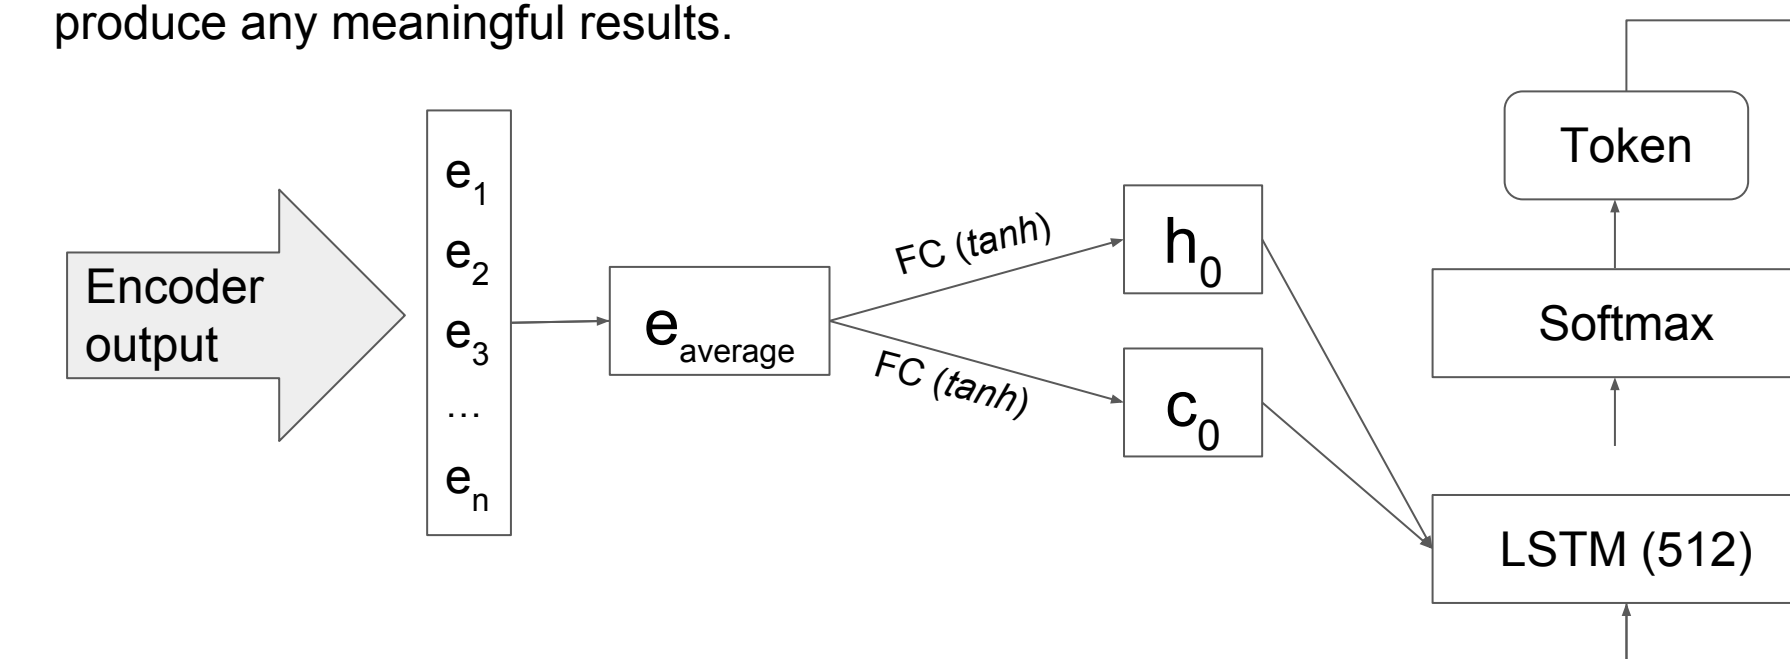 produce any meaningful results.
Encoder
output
e1
e2
e3
...
en
eaverage
FC (tanh)
FC (tanh)
h0
c0
Token
Softmax
LSTM (512)